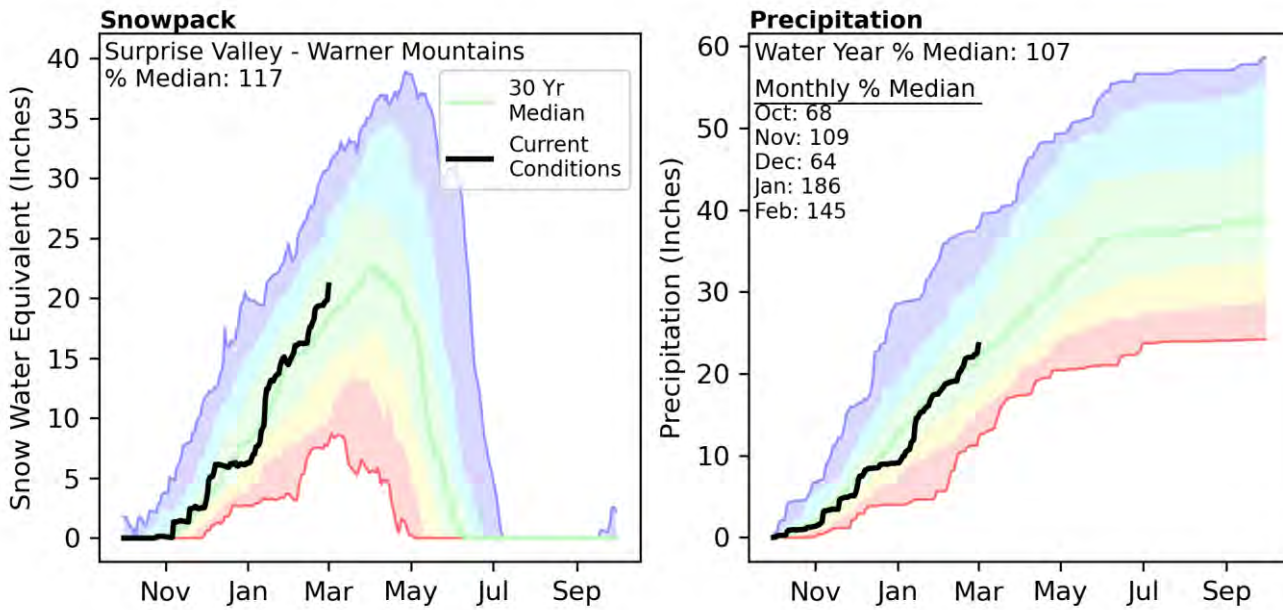 Snowpack
Surprise Valley - Warner Mountains
% Median: 117
30 Yr
Median
Current
Conditions
Snow Water Equivalent (Inches)
40
35
30
25
20
15
10
5
0
Nov
Jan
Mar
May
Jul
Sep
Precipitation
Water Year % Median: 107
Monthly % Median
Oct: 68
Nov: 109
Dec: 64
Jan: 186
Feb: 145
Precipitation (Inches)
60
50
40
30
20
10
0
Nov
Jan
Mar
May
Jul
Sep